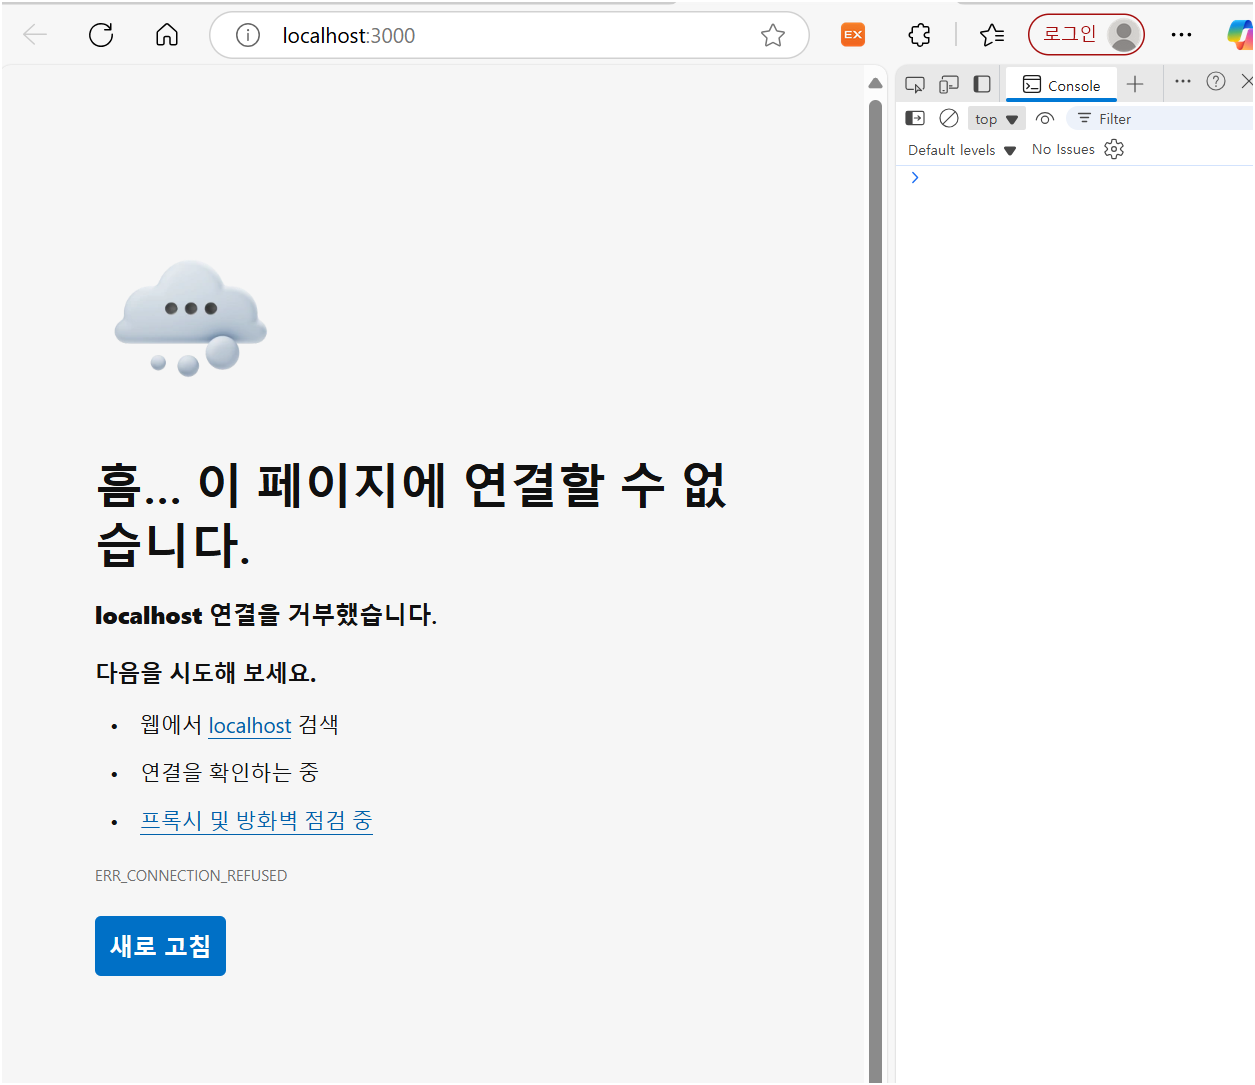 localhost:3000
EX
로그인
Console
top
Filter
Default levels
No Issues
흠... 이 페이지에 연결할 수 없
습니다.
localhost 연결을 거부했습니다.
다음을 시도해 보세요.
• 웹에서 localhost 검색
• 연결을 확인하는 중
• 프록시 및 방화벽 점검 중
ERR_CONNECTION_REFUSED
새로 고침